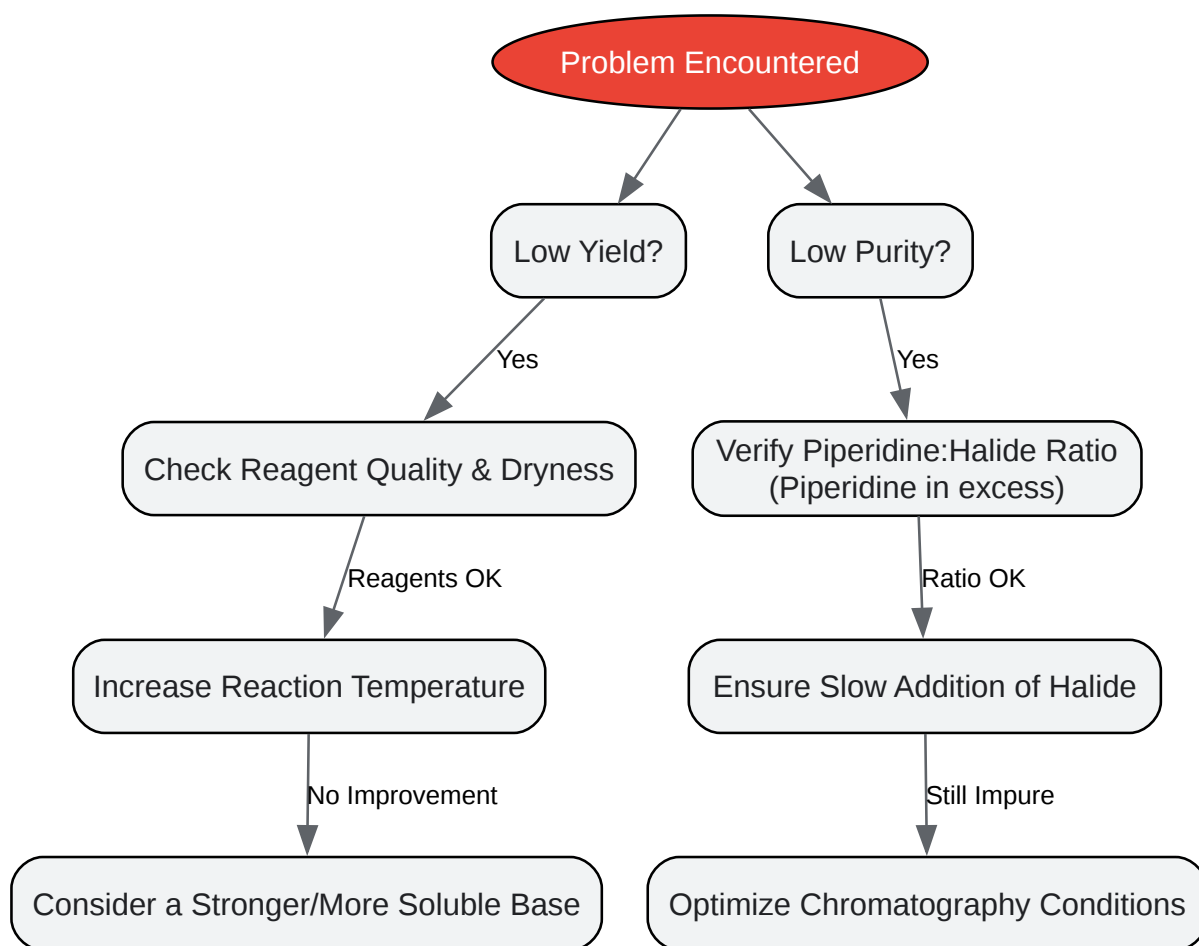 Problem Encountered
Low Yield?
Low Purity?
Yes
Yes
Check Reagent Quality & Dryness
Verify Piperidine:Halide Ratio
(Piperidine in excess)
Reagents OK
Ratio OK
Increase Reaction Temperature
Ensure Slow Addition of Halide
No Improvement
Still Impure
Consider a Stronger/More Soluble Base
Optimize Chromatography Conditions